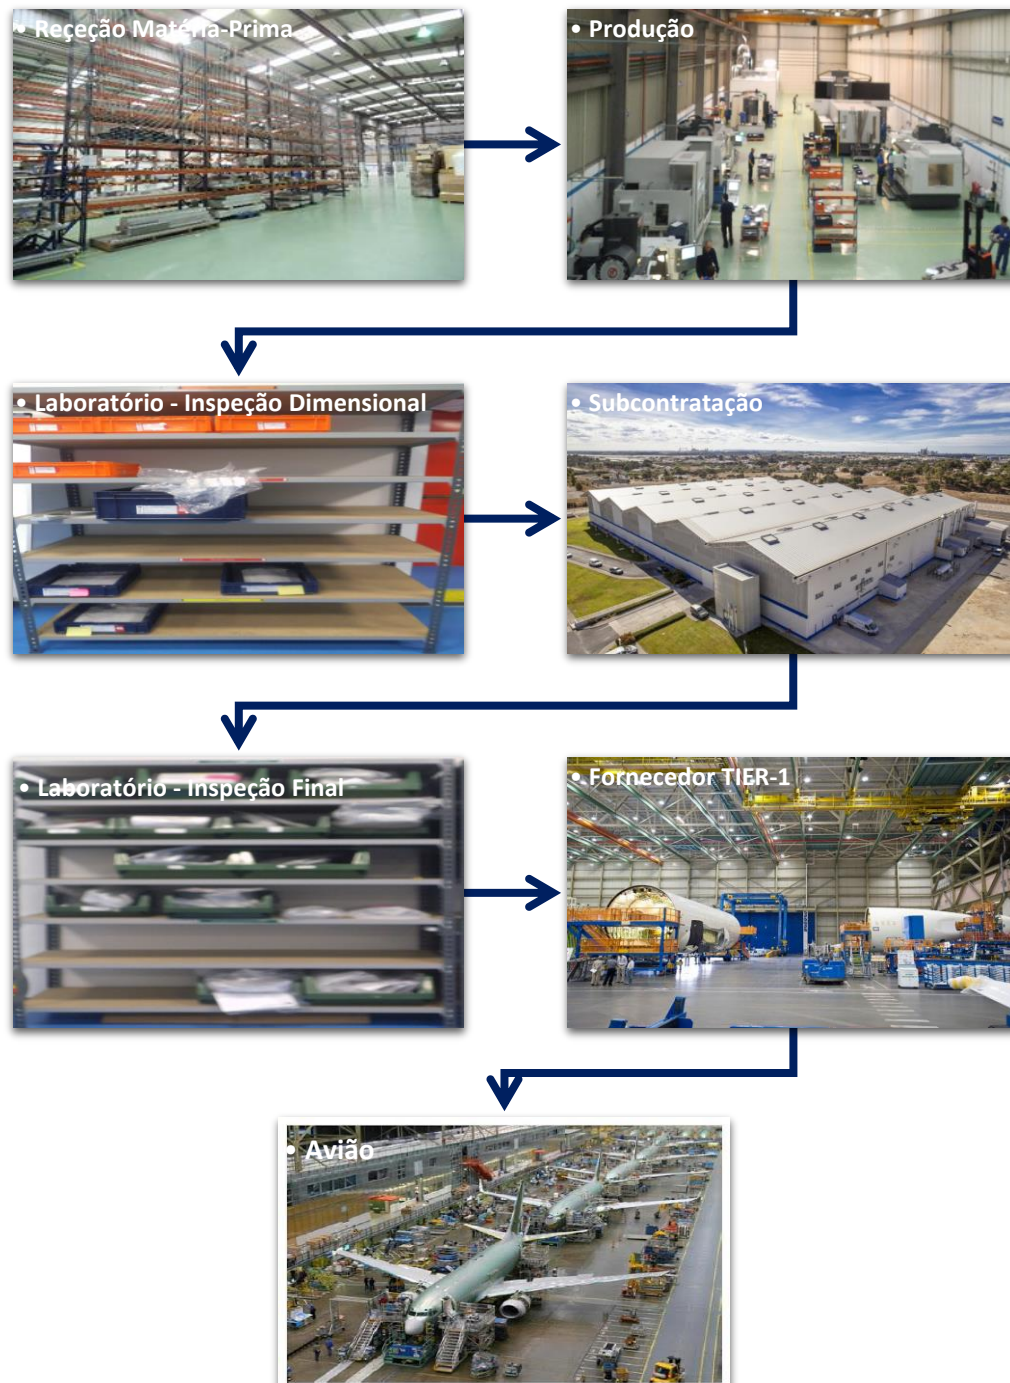 • Receção Matéria-Prima
• Produção
• Laboratório - Inspeção Dimensional
• Subcontratação
• Laboratório - Inspeção Final
• Fornecedor TIER-1
• Avião